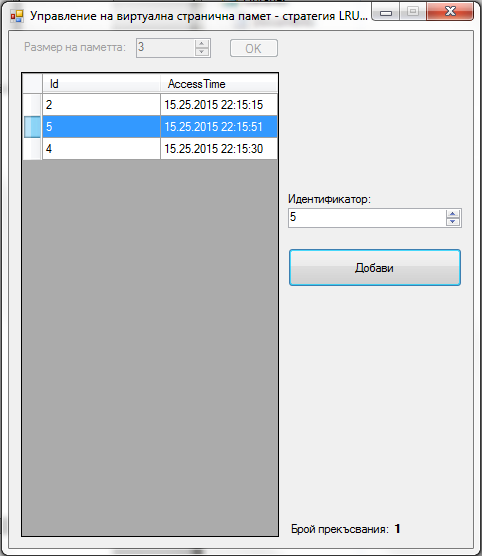 Управление на виртуална странична памет - стратегия LRU...
Размер на паметта: 3 OK
Id AccessTime
2 15.25.2015 22:15:15
5 15.25.2015 22:15:51
4 15.25.2015 22:15:30
Идентификатор:
5
Добави
Брой прекъсвания: 1